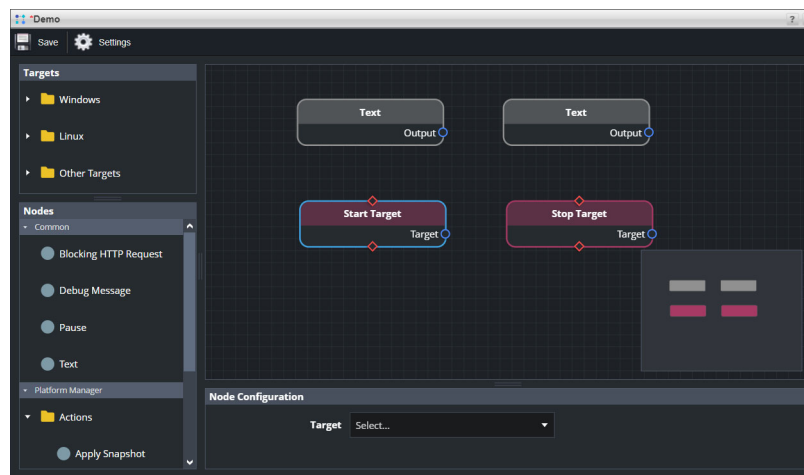 *Demo
?
Save
Settings
Targets
Windows
Linux
Other Targets
Nodes
Common
Blocking HTTP Request
Debug Message
Pause
Text
Platform Manager
Actions
Apply Snapshot
Text
Output
Text
Output
Start Target
Target
Stop Target
Target
Node Configuration
Target
Select...